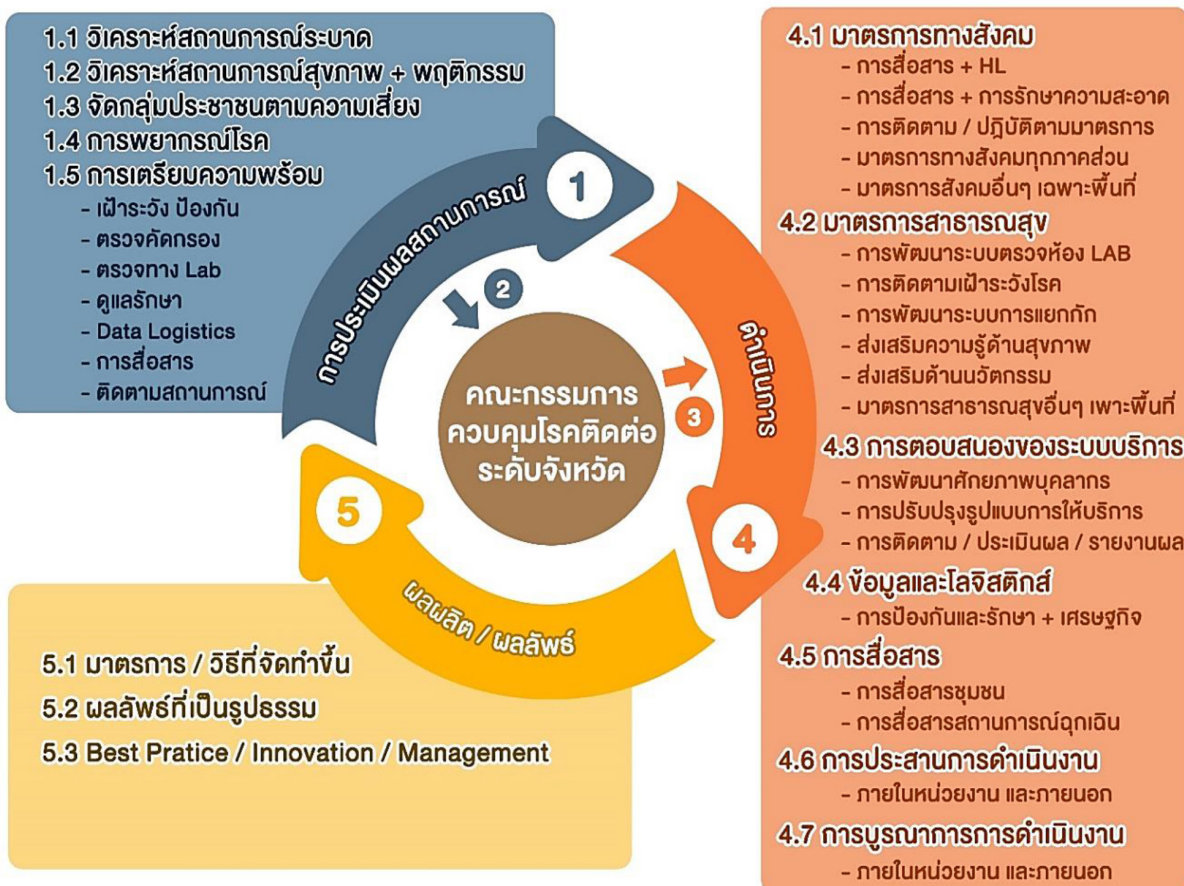 1.1 วิเคราะห์สถานการณ์ระบาด
1.2 วิเคราะห์สถานการณ์สุขภาพ + พฤติกรรม
1.3 จัดกลุ่มประชาชนตามความเสี่ยง
1.4 การพยากรณ์โรค
1.5 การเตรียมความพร้อม
- เฝ้าระวัง ป้องกัน
- ตรวจคัดกรอง
- ตรวจทาง Lab
- ดูแลรักษา
- Data Logistics
- การสื่อสาร
- ติดตามสถานการณ์
การประเมินผลสถานการณ์
1
2
คณะกรรมการ
ควบคุมโรคติดต่อ
ระดับจังหวัด
3
ดำเนินการ
4
4.1 มาตรการทางสังคม
- การสื่อสาร + HL
- การสื่อสาร + การรักษาความสะอาด
- การติดตาม / ปฎิบัติตามมาตรการ
- มาตรการทางสังคมทุกภาคส่วน
- มาตรการสังคมอื่นๆ เฉพาะพื้นที่
4.2 มาตรการสาธารณสุข
- การพัฒนาระบบตรวจห้อง LAB
- การติดตามเฝ้าระวังโรค
- การพัฒนาระบบการแยกกัก
- ส่งเสริมความรู้ด้านสุขภาพ
- ส่งเสริมด้านนวัตกรรม
- มาตรการสาธารณสุขอื่นๆ เพาะพื้นที่
4.3 การตอบสนองของระบบบริการ
- การพัฒนาศักยภาพบุคลากร
- การปรับปรุงรูปแบบการให้บริการ
- การติดตาม / ประเมินผล / รายงานผล
4.4 ข้อมูลและโลจิสติกส์
- การป้องกันและรักษา + เศรษฐกิจ
4.5 การสื่อสาร
- การสื่อสารชุมชน
- การสื่อสารสถานการณ์ฉุกเฉิน
4.6 การประสานการดำเนินงาน
- ภายในหน่วยงาน และภายนอก
4.7 การบูรณาการการดำเนินงาน
- ภายในหน่วยงาน และภายนอก
5
ผลผลิต / ผลลัพธ์
5.1 มาตรการ / วิธีที่จัดทำขึ้น
5.2 ผลลัพธ์ที่เป็นรูปธรรม
5.3 Best Pratice / Innovation / Management